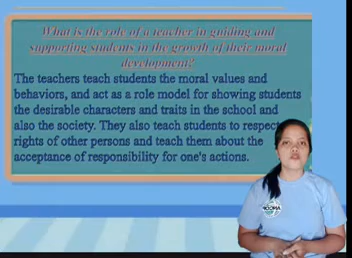 What is the role of a teacher in guiding and
supporting students in the growth of their moral
development?
The teachers teach students the moral values and
behaviors, and act as a role model for showing students
the desirable characters and traits in the school and
also the society. They also teach students to respect
rights of other persons and teach them about the
acceptance of responsibility for one's actions.